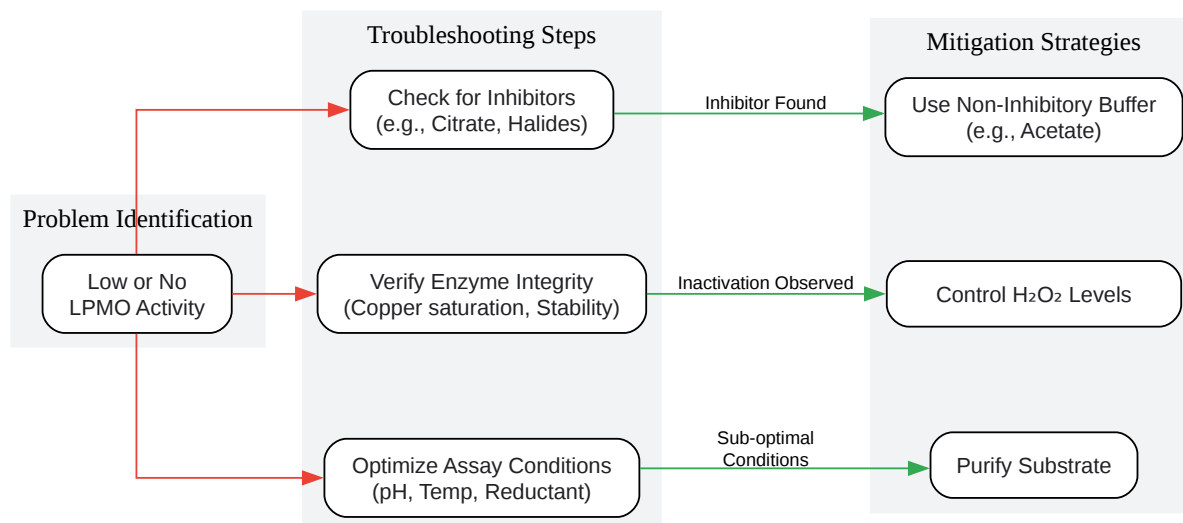 Troubleshooting Steps
Mitigation Strategies
Problem Identification
Low or No
LPMO Activity
Check for Inhibitors
(e.g., Citrate, Halides)
Inhibitor Found
Use Non-Inhibitory Buffer
(e.g., Acetate)
Verify Enzyme Integrity
(Copper saturation, Stability)
Inactivation Observed
Control H₂O₂ Levels
Optimize Assay Conditions
(pH, Temp, Reductant)
Sub-optimal
Conditions
Purify Substrate